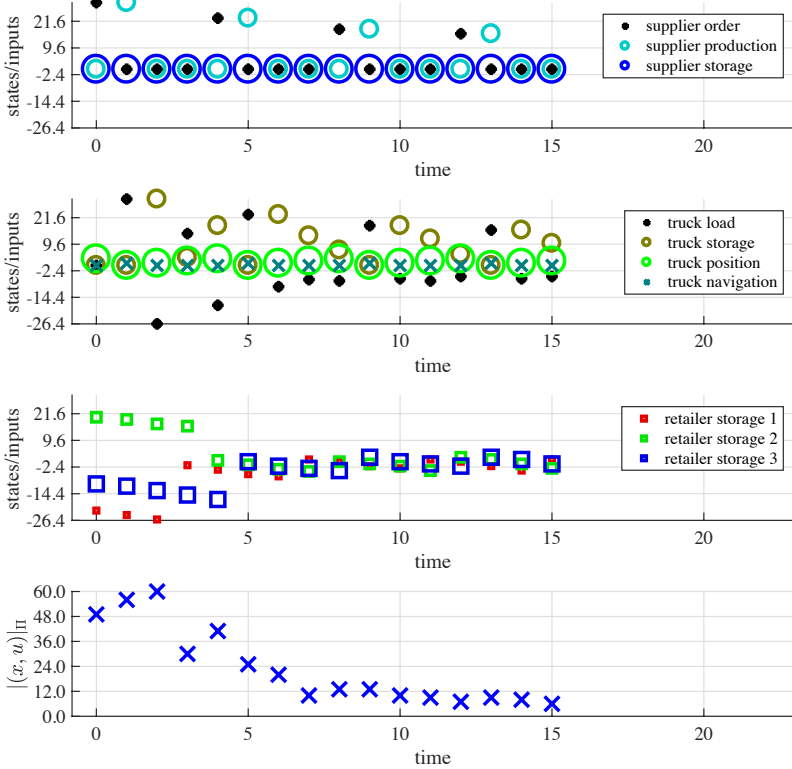 21.6
9.6
-2.4
-14.4
-26.4
states/inputs
0 5 10 15 20
time
supplier order
supplier production
supplier storage
21.6
9.6
-2.4
-14.4
-26.4
states/inputs
0 5 10 15 20
time
truck load
truck storage
truck position
truck navigation
21.6
9.6
-2.4
-14.4
-26.4
states/inputs
0 5 10 15 20
time
retailer storage 1
retailer storage 2
retailer storage 3
60.0
48.0
36.0
24.0
12.0
0.0
|(x, u)|_Π
0 5 10 15 20
time